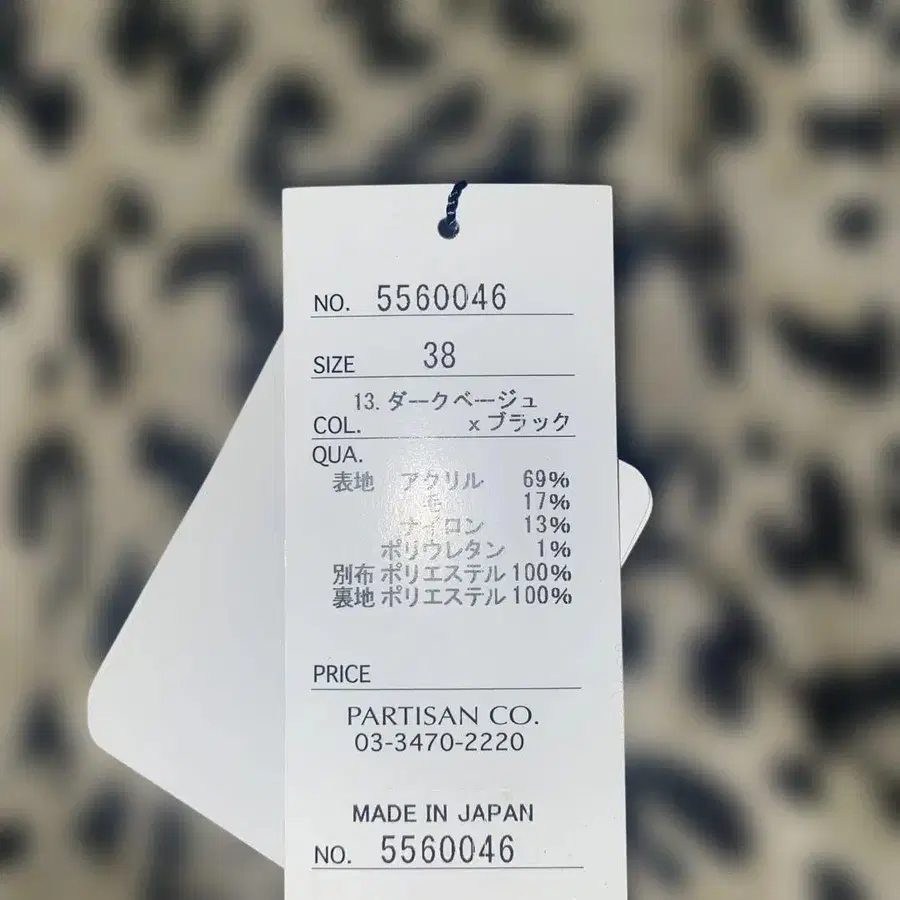 NO. 5560046
SIZE 38
13. ダークベージュ
COL. x ブラック
QUA.
表地 アクリル 69%
毛 17%
ナイロン 13%
ポリウレタン 1%
別布 ポリエステル 100%
裏地 ポリエステル 100%
PRICE
PARTISAN CO.
03-3470-2220
MADE IN JAPAN
NO. 5560046